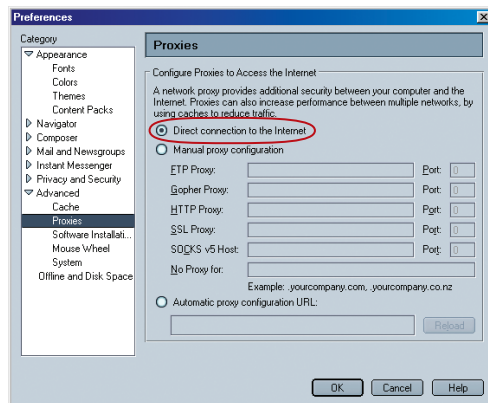 Preferences
Category
Appearance
Fonts
Colors
Themes
Content Packs
Navigator
Composer
Mail and Newsgroups
Instant Messenger
Privacy and Security
Advanced
Cache
Proxies
Software Installati...
Mouse Wheel
System
Offline and Disk Space
Proxies
Configure Proxies to Access the Internet
A network proxy provides additional security between your computer and the
Internet. Proxies can also increase performance between multiple networks, by
using caches to reduce traffic.
Direct connection to the Internet
Manual proxy configuration
FTP Proxy: Port: 0
Gopher Proxy: Port: 0
HTTP Proxy: Port: 0
SSL Proxy: Port: 0
SOCKS v5 Host: Port: 0
No Proxy for:
Example: .yourcompany.com, .yourcompany.co.nz
Automatic proxy configuration URL:
Reload
OK Cancel Help